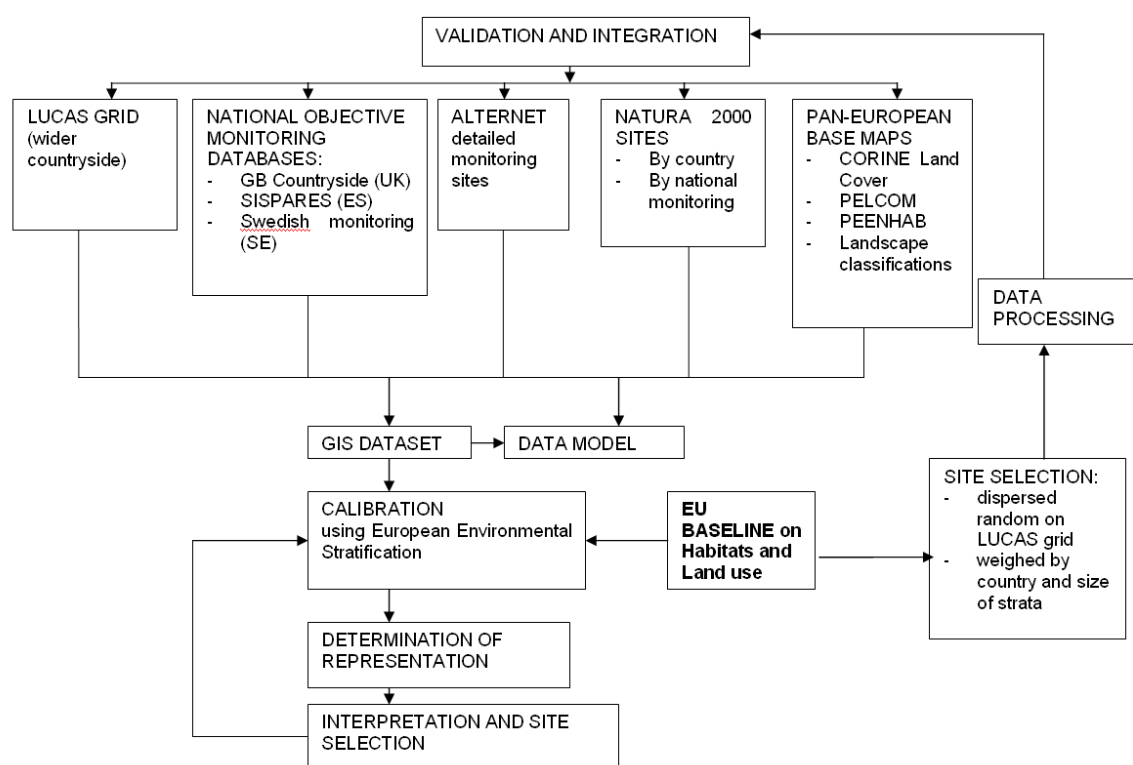 VALIDATION AND INTEGRATION
LUCAS GRID
(wider
countryside)
NATIONAL OBJECTIVE
MONITORING
DATABASES:
- GB Countryside (UK)
- SISPARES (ES)
- Swedish monitoring
(SE)
ALTERNET
detailed
monitoring
sites
NATURA 2000
SITES
- By country
- By national
monitoring
PAN-EUROPEAN
BASE MAPS
- CORINE Land
Cover
- PELCOM
- PEENHAB
- Landscape
classifications
DATA
PROCESSING
GIS DATASET
DATA MODEL
CALIBRATION
using European Environmental
Stratification
EU
BASELINE on
Habitats and
Land use
SITE SELECTION:
- dispersed
random on
LUCAS grid
- weighed by
country and size
of strata
DETERMINATION OF
REPRESENTATION
INTERPRETATION AND SITE
SELECTION